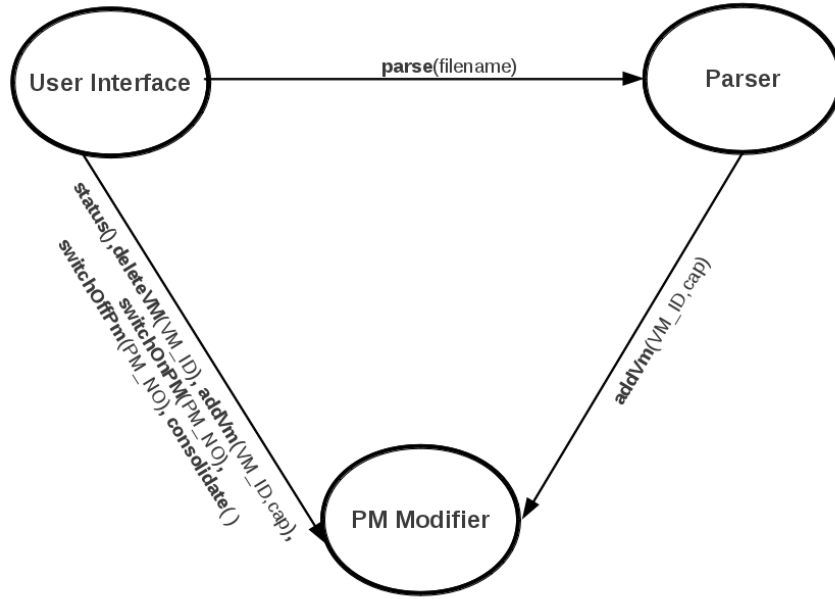 User Interface
parse(filename)
Parser
status(),deleteVM(VM_ID), addVm(VM_ID,cap),
switchOnPM(PM_NO),
switchOffPm(PM_NO), consolidate()
addVm(VM_ID,cap)
PM Modifier